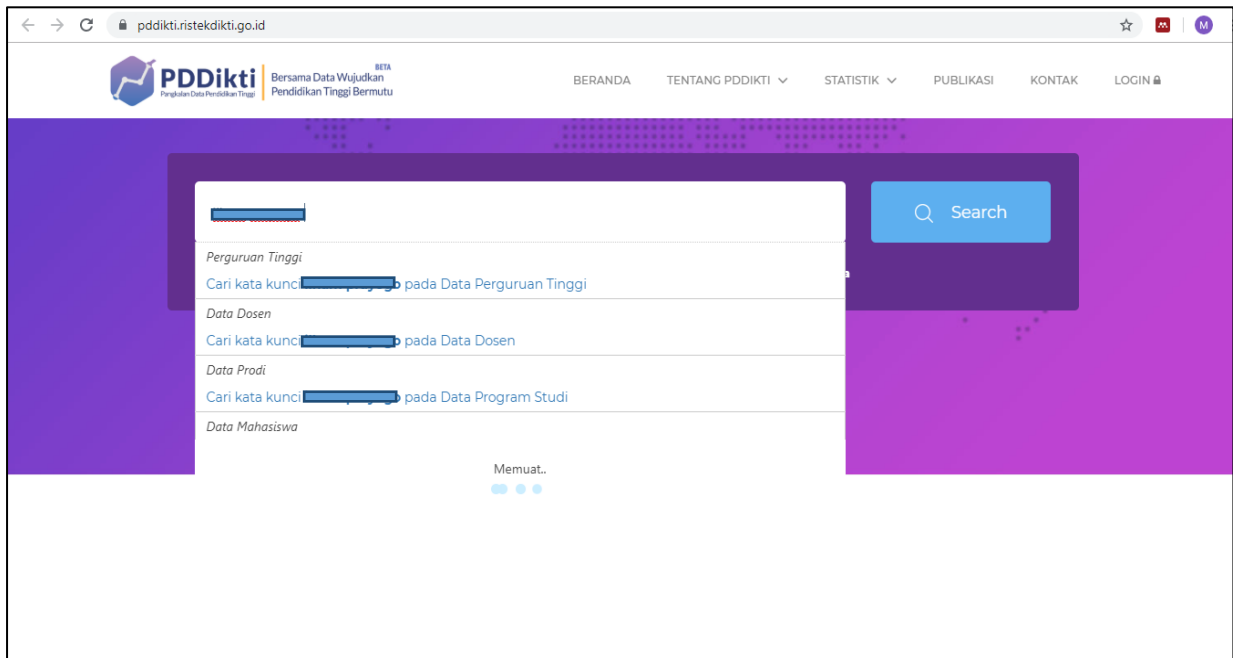 pddikti.ristekdikti.go.id
M
BETA
PDDikti
Pangkalan Data Pendidikan Tinggi
Bersama Data Wujudkan
Pendidikan Tinggi Bermutu
BERANDA TENTANG PDDIKTI STATISTIK PUBLIKASI KONTAK LOGIN
Search
Perguruan Tinggi
Cari kata kunci pada Data Perguruan Tinggi
Data Dosen
Cari kata kunci pada Data Dosen
Data Prodi
Cari kata kunci pada Data Program Studi
Data Mahasiswa
Memuat..